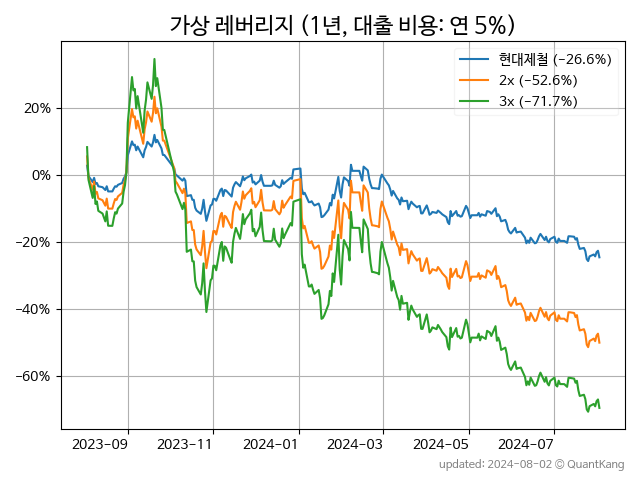 가상 레버리지 (1년, 대출 비용: 연 5%)
현대제철 (−26.6%)
2x (−52.6%)
3x (−71.7%)
20%
0%
−20%
−40%
−60%
2023-09
2023-11
2024-01
2024-03
2024-05
2024-07
updated: 2024-08-02 © QuantKang